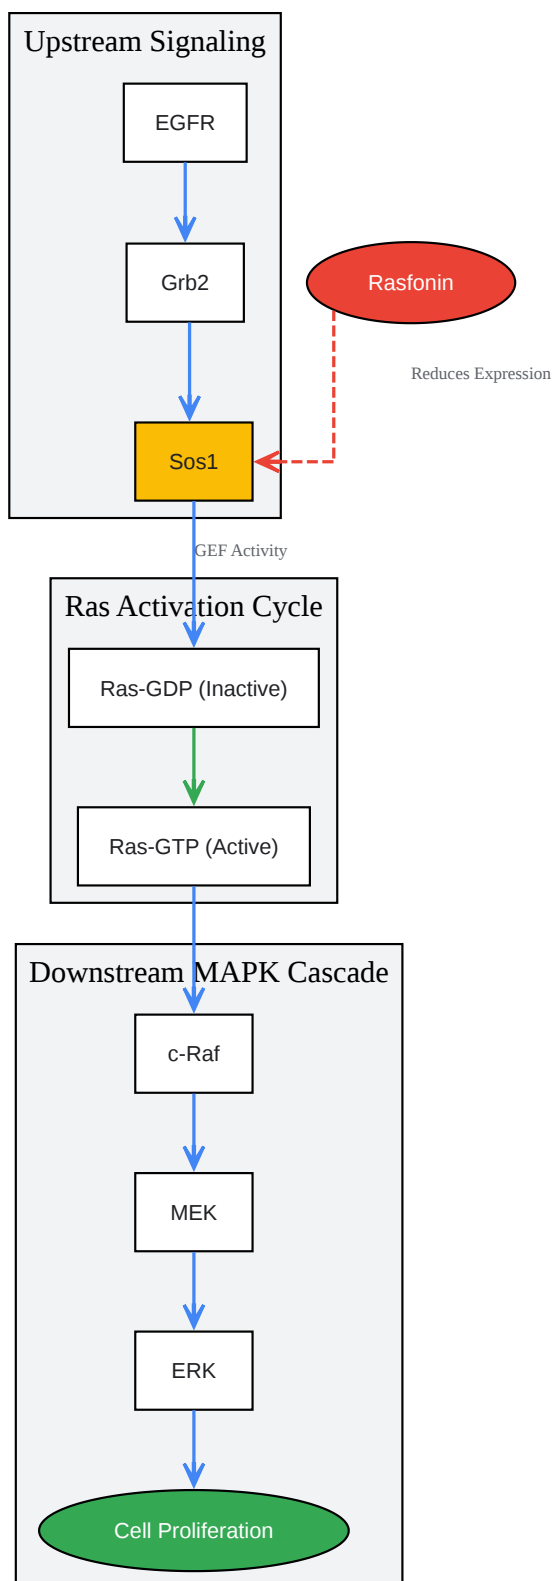 Upstream Signaling
EGFR
Grb2
Rasfonin
Reduces Expression
Sos1
GEF Activity
Ras Activation Cycle
Ras-GDP (Inactive)
Ras-GTP (Active)
Downstream MAPK Cascade
c-Raf
MEK
ERK
Cell Proliferation